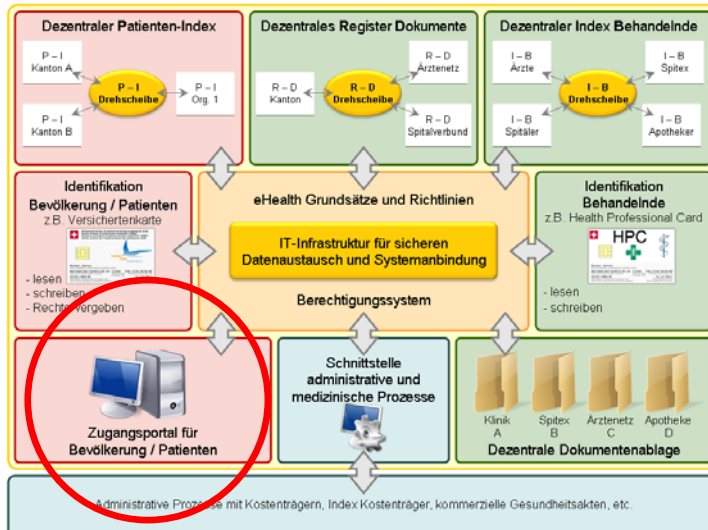 Dezentraler Patienten-Index
P – I
Kanton A
P – I
Kanton B
P – I
Drehscheibe
P – I
Org. 1
Dezentrales Register Dokumente
R – D
Ärztenetz
R – D
Kanton
R – D
Drehscheibe
R – D
Spitalverbund
Dezentraler Index Behandelnde
I – B
Ärzte
I – B
Spitex
I – B
Drehscheibe
I – B
Spitäler
I – B
Apotheker
Identifikation
Bevölkerung / Patienten
z.B. Versichertenkarte
- lesen
- schreiben
- Rechte vergeben
eHealth Grundsätze und Richtlinien
IT-Infrastruktur für sicheren
Datenaustausch und Systemanbindung
Berechtigungssystem
Identifikation
Behandelnde
z.B. Health Professional Card
HPC
- lesen
- schreiben
Zugangsportal für
Bevölkerung / Patienten
Schnittstelle
administrative und
medizinische Prozesse
Klinik
A
Spitex
B
Ärztenetz
C
Apotheke
D
Dezentrale Dokumentenablage
Administrative Prozesse mit Kostenträgern, Index Kostenträger, kommerzielle Gesundheitsakten, etc.